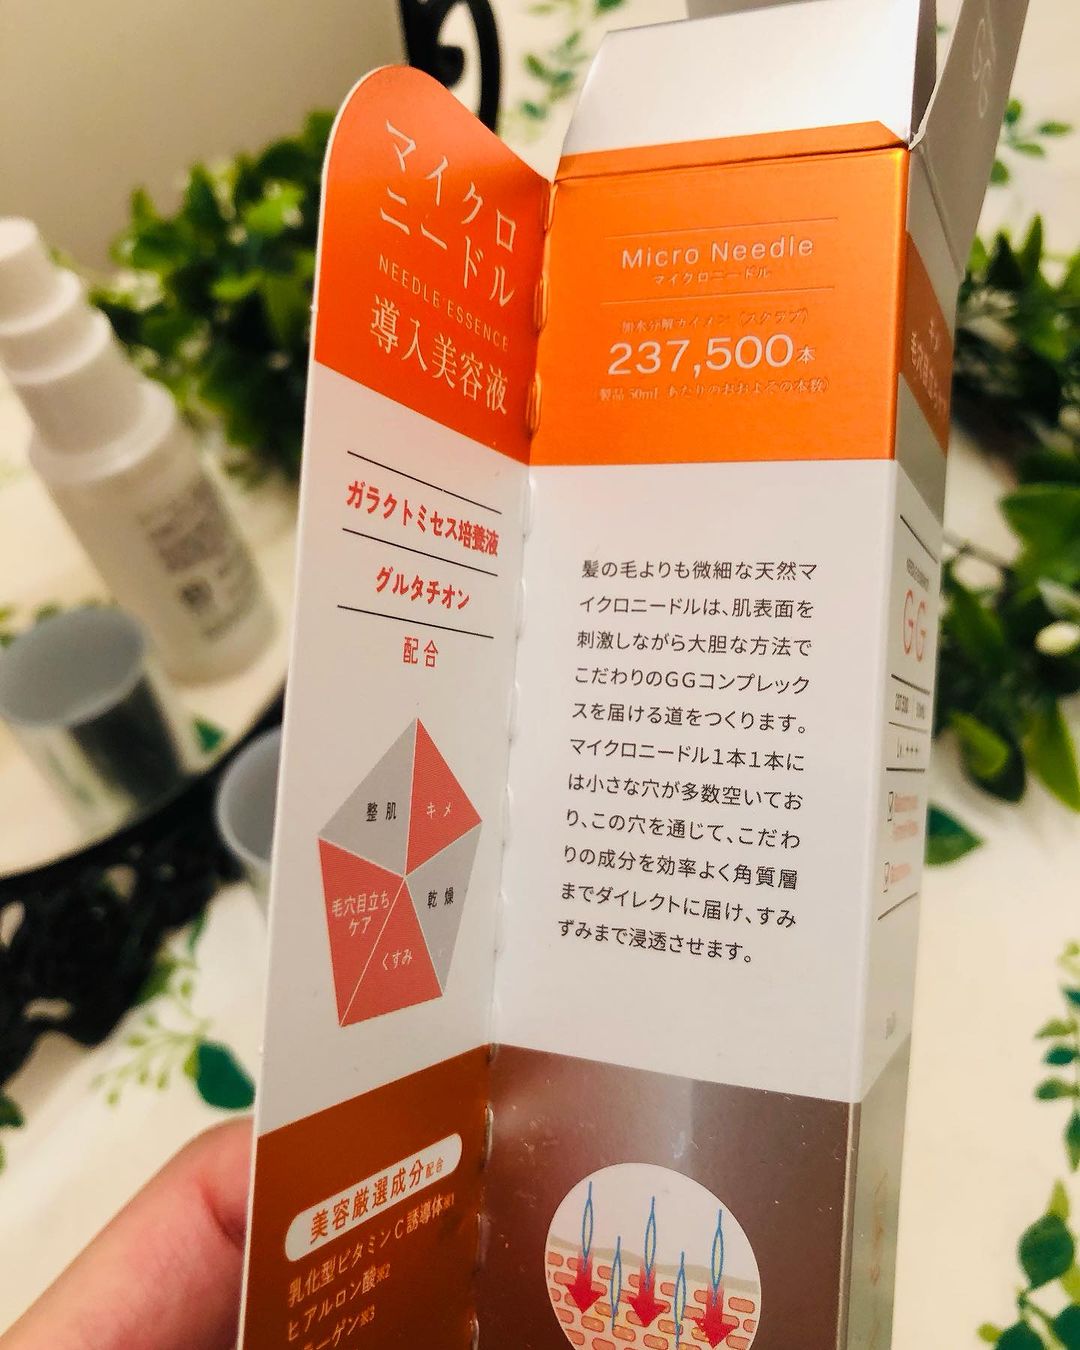 マイクロ
ニードル
NEEDLE ESSENCE
導入美容液
ガラクトミセス培養液
グルタチオン
配合
整肌
キメ
毛穴目立ち
ケア
乾燥
くすみ
美容厳選成分配合
乳化型ビタミンC誘導体※1
ヒアルロン酸※2
ラーゲン※3
Micro Needle
マイクロニードル
加水分解カイメン（スクラブ）
237,500本
製品50mLあたりのおおよその本数）
髪の毛よりも微細な天然マ
イクロニードルは、肌表面を
刺激しながら大胆な方法で
こだわりのGGコンプレック
スを届ける道をつくります。
マイクロニードル1本1本に
は小さな穴が多数空いてお
り、この穴を通じて、こだわ
りの成分を効率よく角質層
までダイレクトに届け、すみ
ずみまで浸透させます。
GG